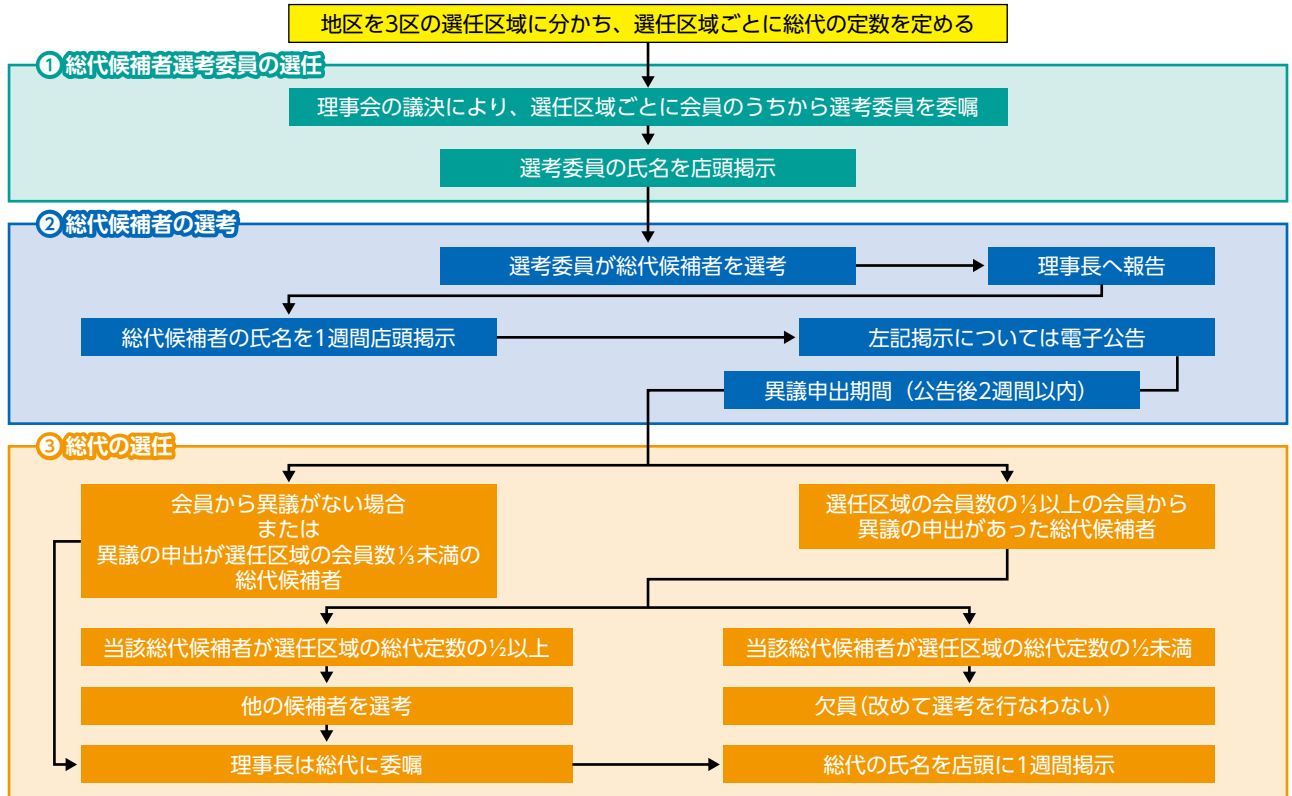 地区を3区の選任区域に分かち、選任区域ごとに総代の定数を定める
①総代候補者選考委員の選任
理事会の議決により、選任区域ごとに会員のうちから選考委員を委嘱
選考委員の氏名を店頭掲示
②総代候補者の選考
選考委員が総代候補者を選考
理事長へ報告
総代候補者の氏名を1週間店頭掲示
左記掲示については電子公告
異議申出期間（公告後2週間以内）
③総代の選任
会員から異議がない場合
または
異議の申出が選任区域の会員数⅓未満の
総代候補者
選任区域の会員数の⅓以上の会員から
異議の申出があった総代候補者
当該総代候補者が選任区域の総代定数の½以上
当該総代候補者が選任区域の総代定数の½未満
他の候補者を選考
欠員（改めて選考を行なわない）
理事長は総代に委嘱
総代の氏名を店頭に1週間掲示